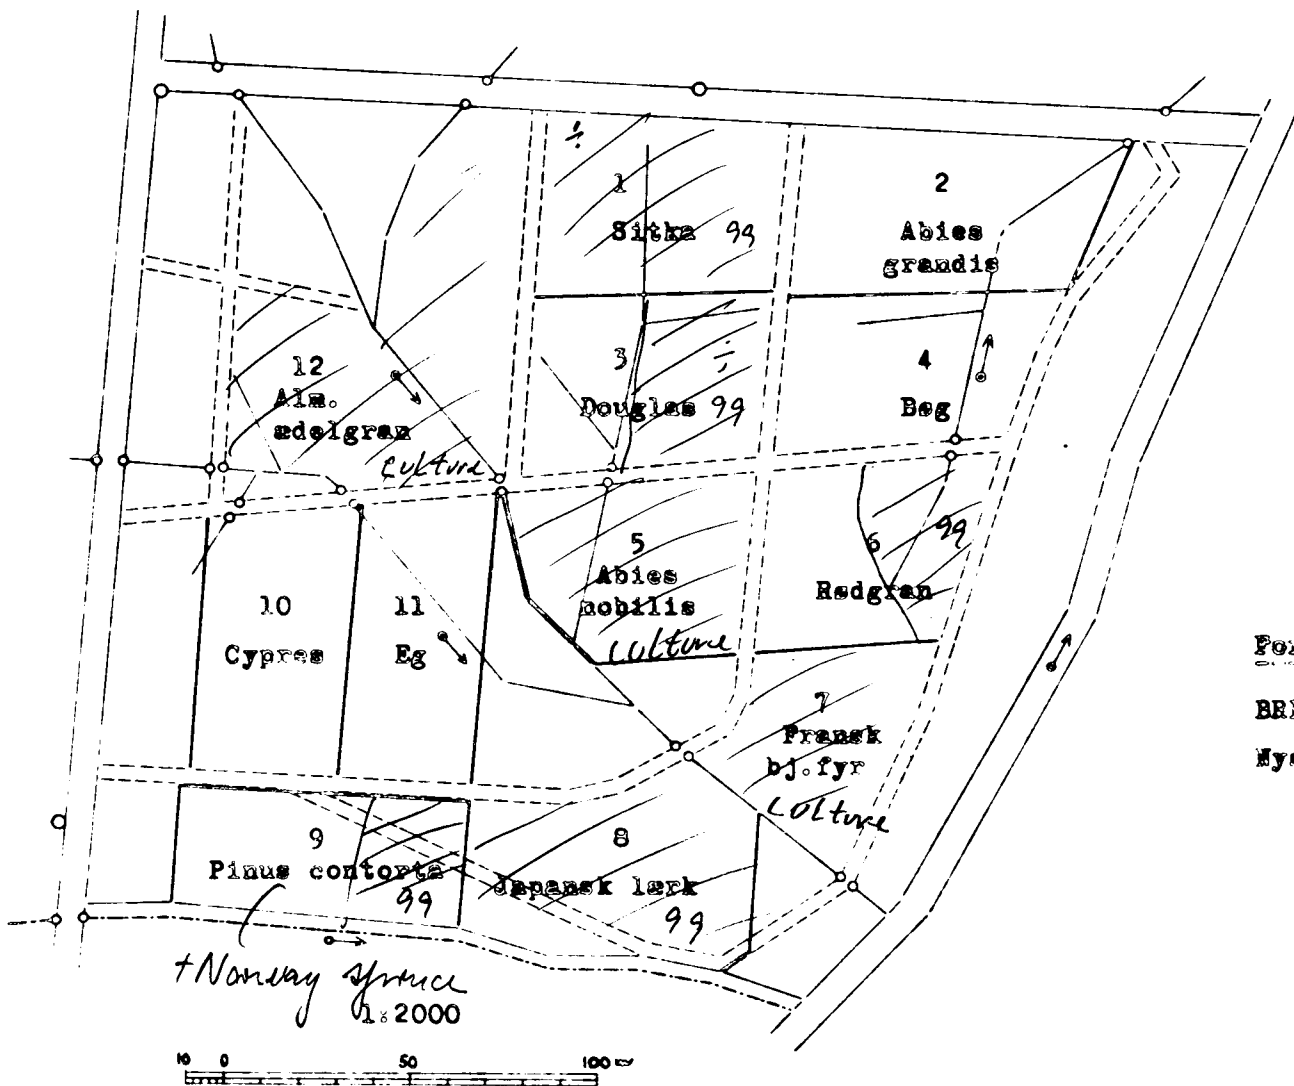 ÷
1
Sitka 99
2
Abies
grandis
3
÷
Douglas 99
4
Bøg
12
Alm.
ædelgran
culture
5
Abies
nobilis
culture
6
99
Rødgran
10
Cypres
11
Eg
7
Fransk
bj.fyr
culture
9
Pinus contorta
99
8
Japansk lærk
99
+Norway spruce
1:2000
10 0 50 100 m